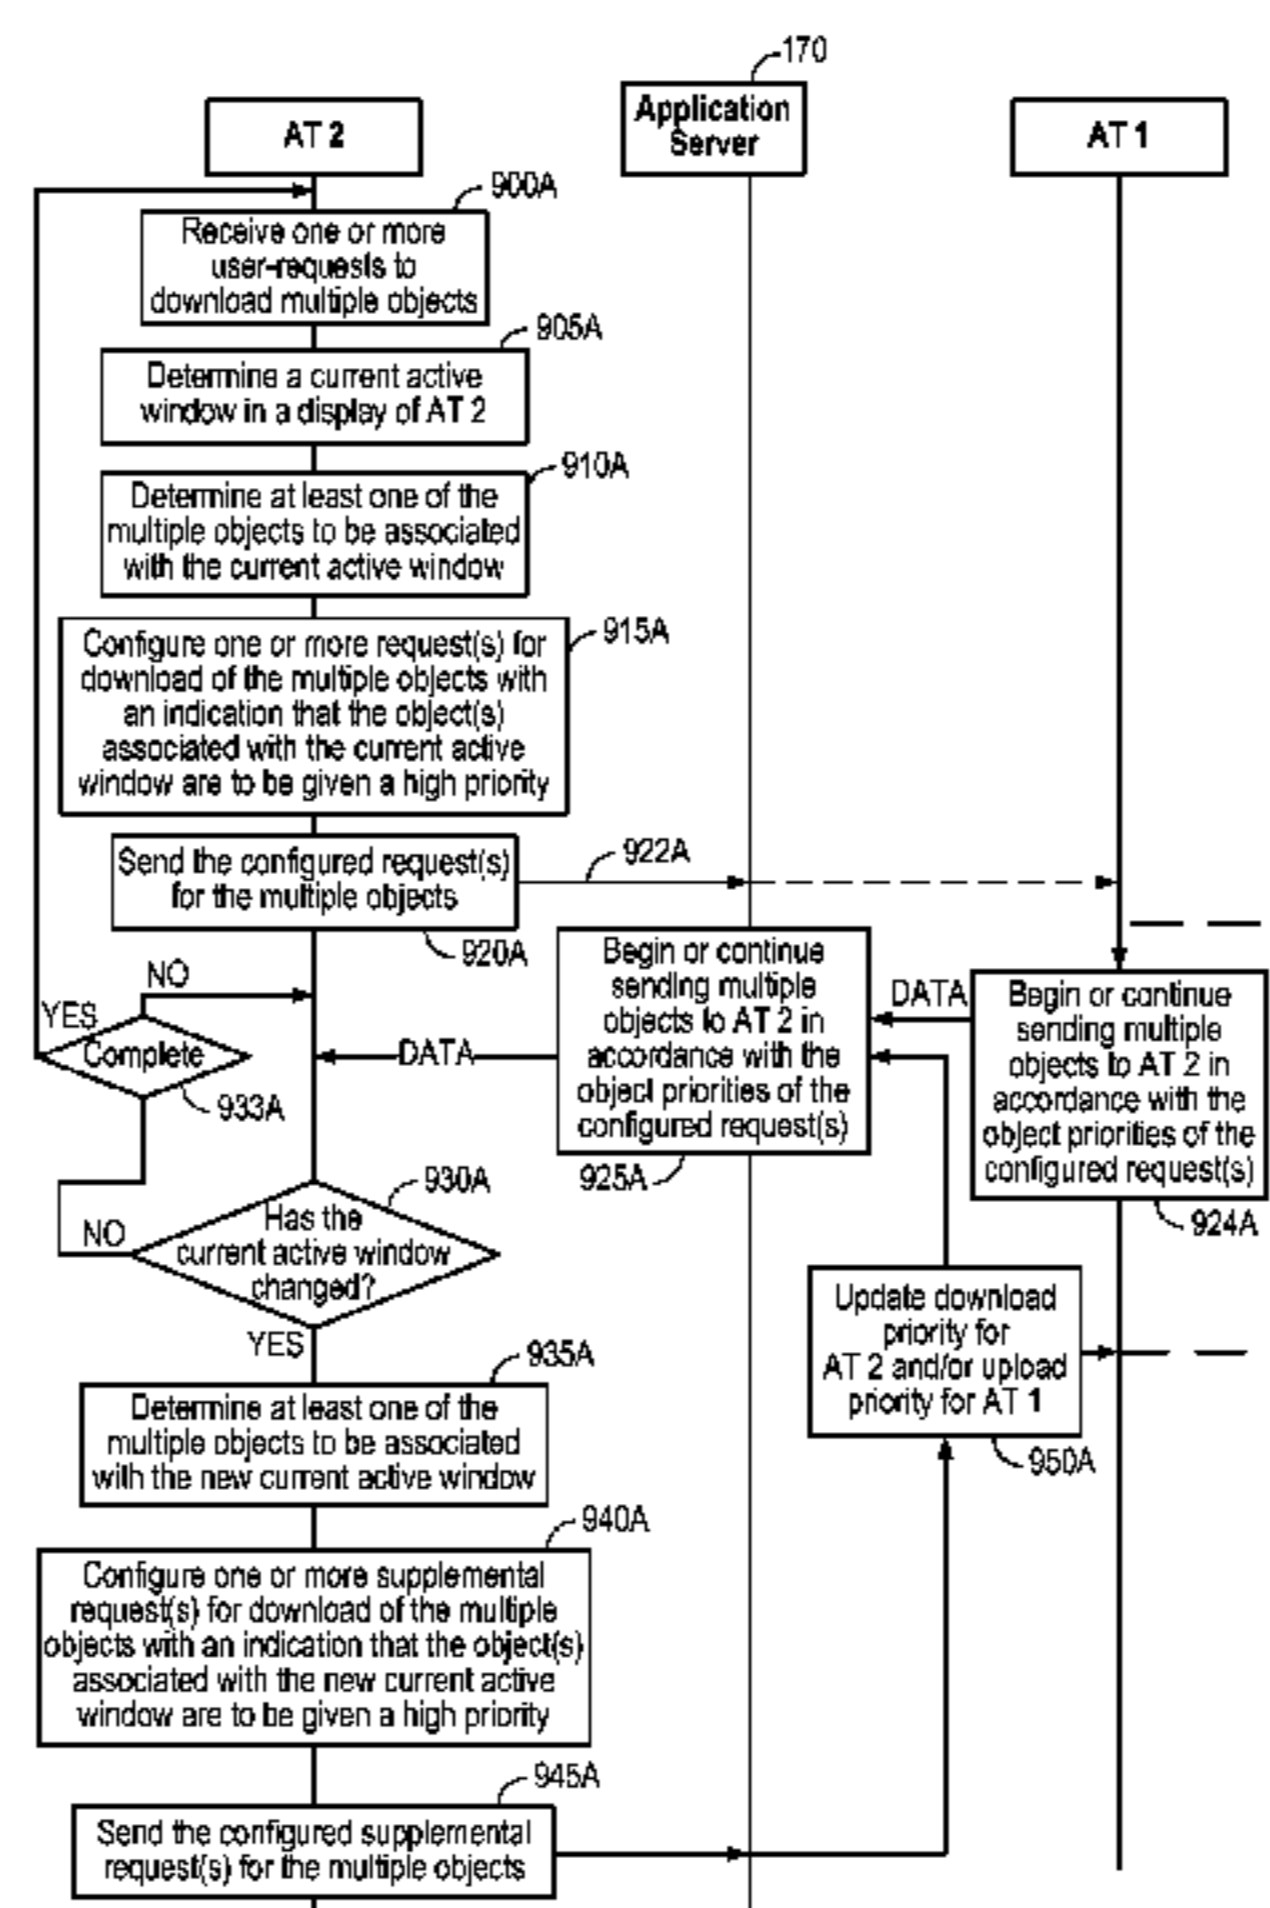 170
AT 2
Application
Server
AT 1
900A
Receive one or more
user-requests to
download multiple objects
905A
Determine a current active
window in a display of AT 2
910A
Determine at least one of the
multiple objects to be associated
with the current active window
915A
Configure one or more request(s) for
download of the multiple objects with
an indication that the object(s)
associated with the current active
window are to be given a high priority
Send the configured request(s)
for the multiple objects
922A
920A
NO
YES
Complete
933A
DATA
Begin or continue
sending multiple
objects to AT 2 in
accordance with the
object priorities of the
configured request(s)
925A
DATA
Begin or continue
sending multiple
objects to AT 2 in
accordance with the
object priorities of the
configured request(s)
924A
930A
Has the
current active window
changed?
NO
YES
Update download
priority for
AT 2 and/or upload
priority for AT 1
950A
935A
Determine at least one of the
multiple objects to be associated
with the new current active window
940A
Configure one or more supplemental
request(s) for download of the multiple
objects with an indication that the object(s)
associated with the new current active
window are to be given a high priority
945A
Send the configured supplemental
request(s) for the multiple objects